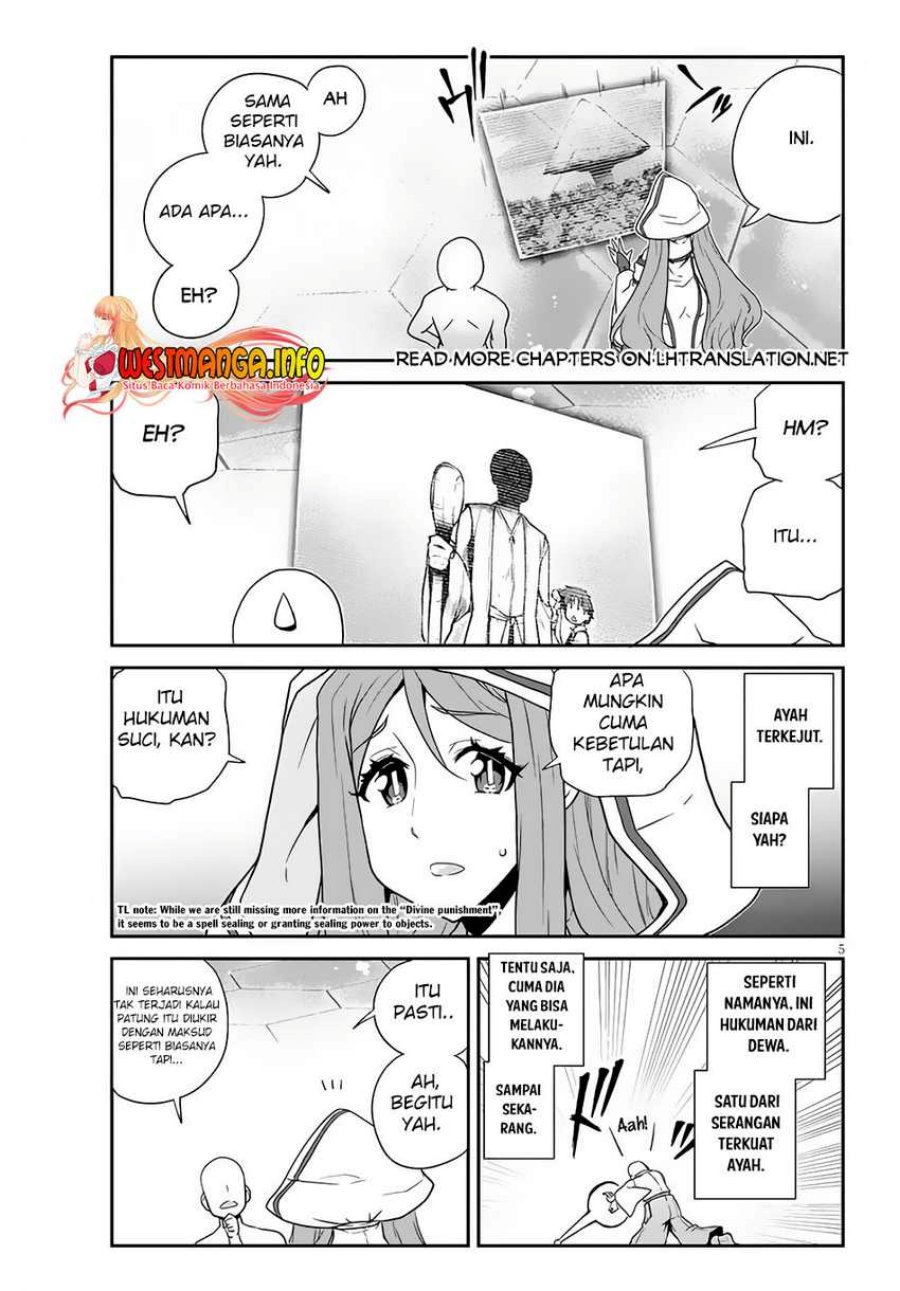 INI.
AH
SAMA
SEPERTI
BIASANYA
YAH.
ADA APA...
EH?
WESTMANGA.INFO
Situs Baca Komik Berbahasa Indonesia
READ MORE CHAPTERS ON LHTRANSLATION.NET
HM?
ITU...
EH?
AYAH
TERKEJUT.
SIAPA
YAH?
APA
MUNGKIN
CUMA
KEBETULAN
TAPI,
ITU
HUKUMAN
SUCI, KAN?
TL note: While we are still missing more information on the "Divine punishment",
it seems to be a spell sealing or granting sealing power to objects.
5
SEPERTI
NAMANYA, INI
HUKUMAN DARI
DEWA.
SATU DARI
SERANGAN
TERKUAT
AYAH.
TENTU SAJA,
CUMA DIA
YANG BISA
MELAKU-
KANNYA.
SAMPAI
SEKA-
RANG.
Aah!
ITU
PASTI..
AH,
BEGITU
YAH.
INI SEHARUSNYA
TAK TERJADI KALAU
PATUNG ITU DIUKIR
DENGAN MAKSUD
SEPERTI BIASANYA
TAPI...